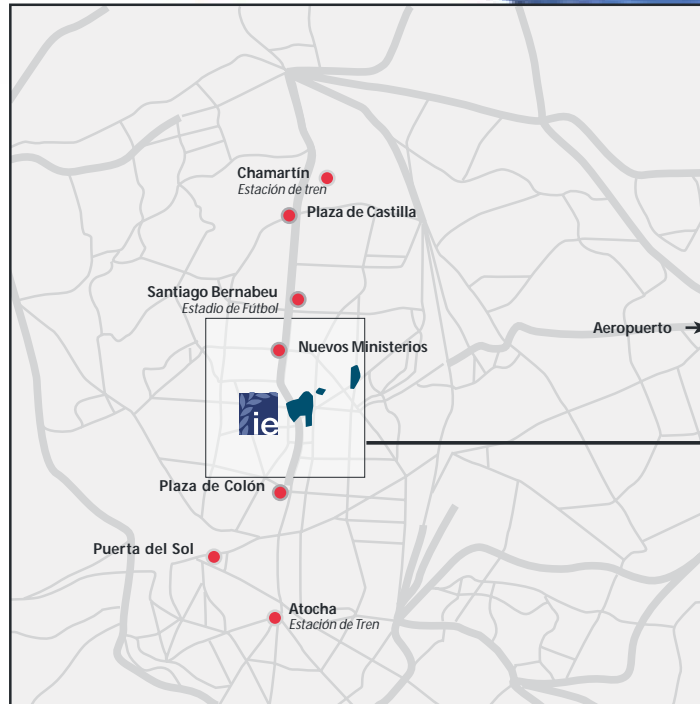 Chamartín
Estación de tren
Plaza de Castilla
Santiago Bernabeu
Estadio de Fútbol
Aeropuerto
Nuevos Ministerios
ie
Plaza de Colón
Puerta del Sol
Atocha
Estación de Tren